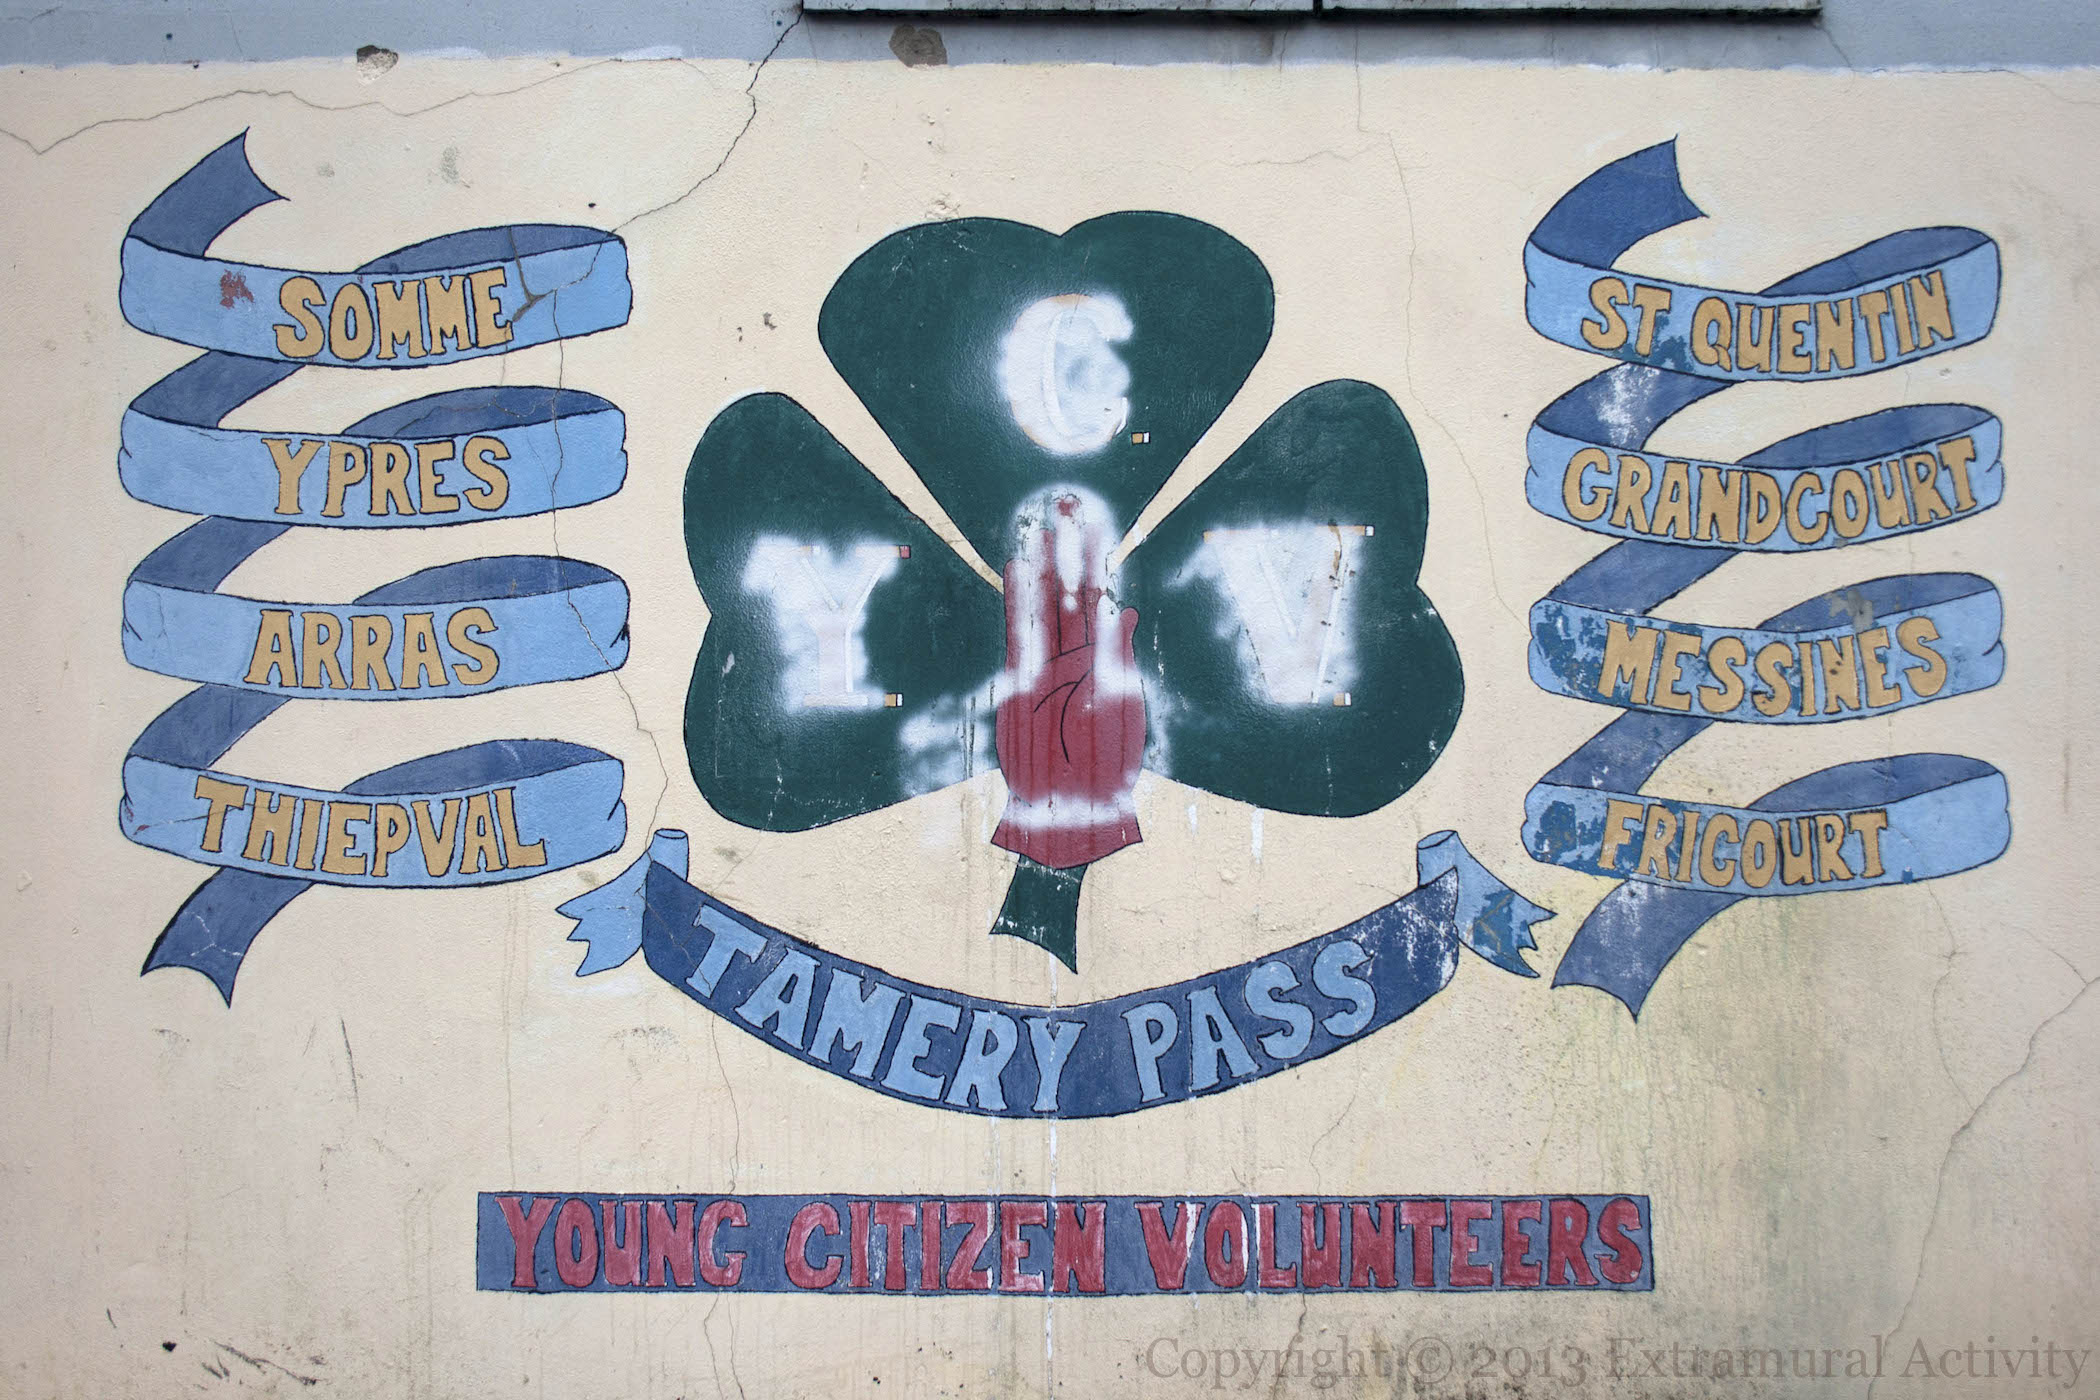 SOMME
YPRES
ARRAS
THIEPVAL
C
Y V
ST QUENTIN
GRANDCOURT
MESSINES
FRICOURT
TAMERY PASS
YOUNG CITIZEN VOLUNTEERS
Copyright © 2013 Extramural Activity